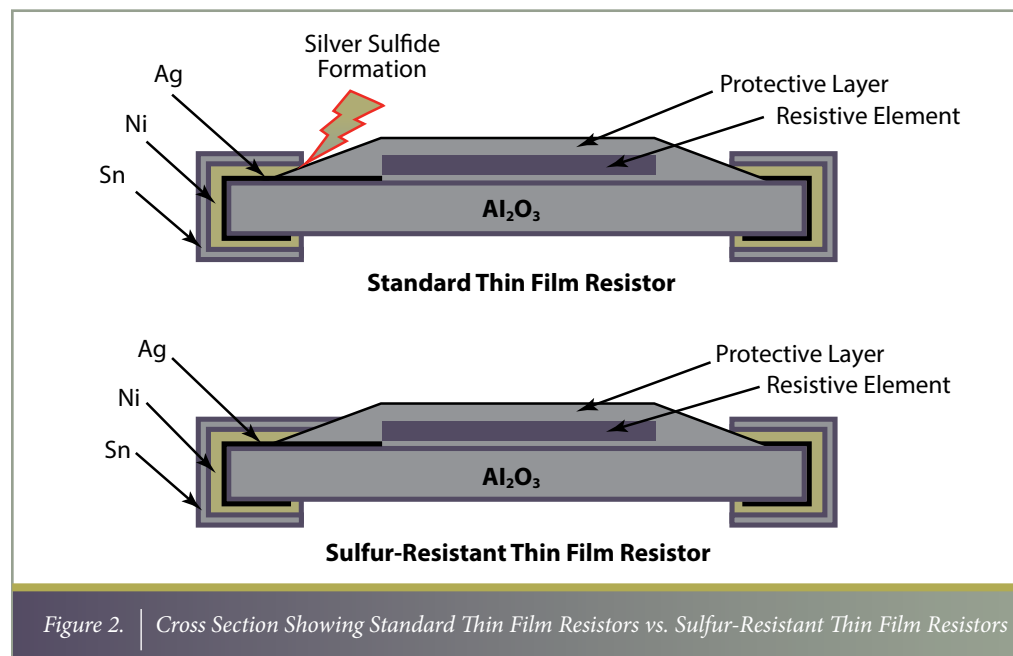 Silver Sulfide
Formation
Ag
Protective Layer
Resistive Element
Ni
Sn
Al₂O₃
Standard Thin Film Resistor
Ag
Protective Layer
Resistive Element
Ni
Sn
Al₂O₃
Sulfur-Resistant Thin Film Resistor
Figure 2. Cross Section Showing Standard Thin Film Resistors vs. Sulfur-Resistant Thin Film Resistors